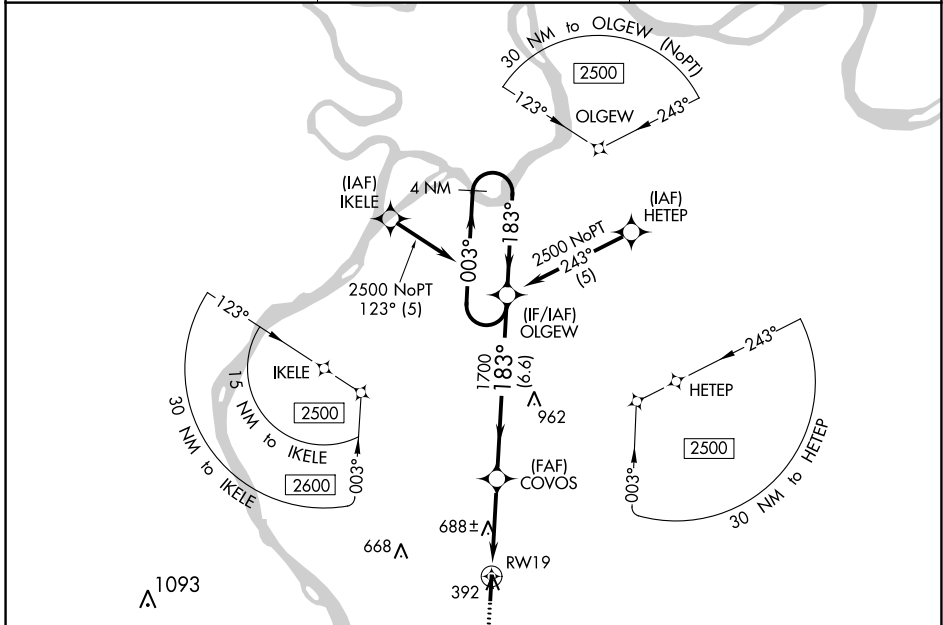 30 NM to OLGEW (NoPT)
2500
123°
243°
OLGEW
(IAF)
IKELE
4 NM
(IAF)
HETEP
183°
003°
2500 NoPT
243°
(5)
2500 NoPT
123° (5)
(IF/IAF)
OLGEW
123°
IKELE
2500
15 NM to IKELE
2600
30 NM to IKELE
003°
1700
183°
(6.6)
962
243°
HETEP
2500
003°
30 NM to HETEP
(FAF)
COVOS
688±
668
RW19
392
1093